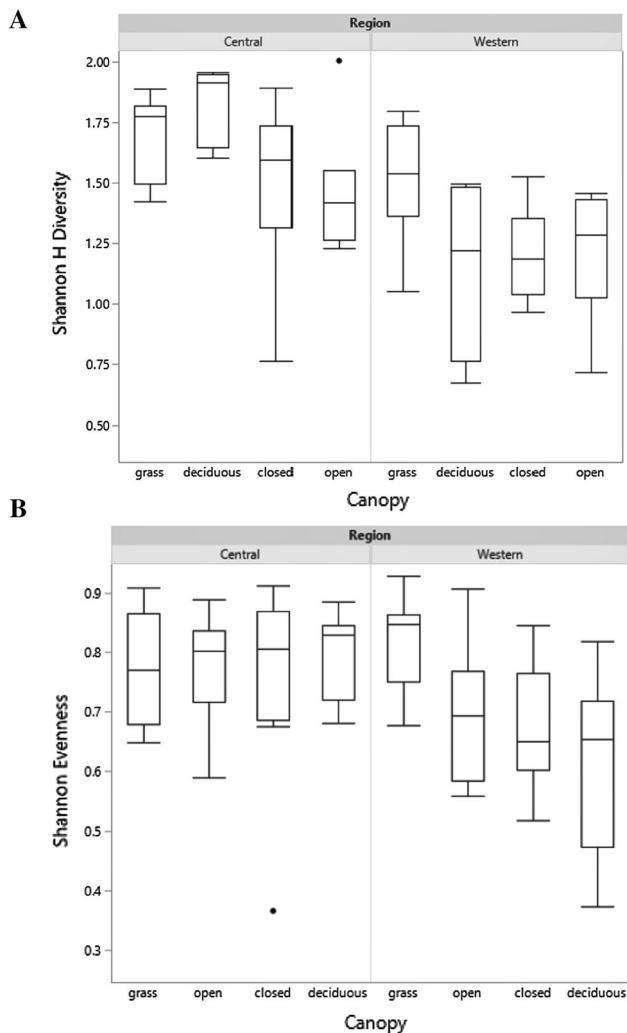 A
Region
Central Western
2.00
1.75
1.50
1.25
1.00
0.75
0.50
Shannon H Diversity
grass deciduous closed open grass deciduous closed open
Canopy
B
Region
Central Western
0.9
0.8
0.7
0.6
0.5
0.4
0.3
Shannon Evenness
grass open closed deciduous grass open closed deciduous
Canopy